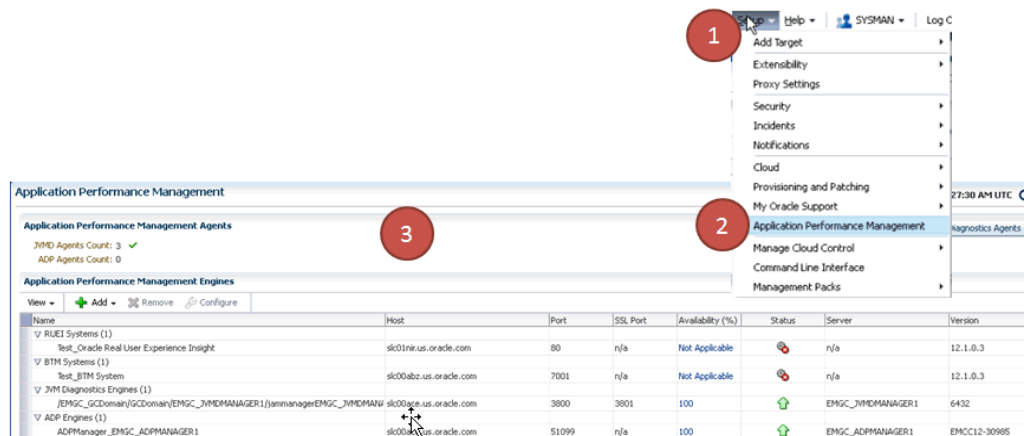 Setup Help SYSMAN Log
1
Add Target
Extensibility
Proxy Settings
Security
Incidents
Notifications
Cloud
Provisioning and Patching
My Oracle Support
2 Application Performance Management
Manage Cloud Control
Command Line Interface
Management Packs
Application Performance Management
27:30 AM UTC
Application Performance Management Agents
3
iagnostics Agents
JVMD Agents Count: 3
ADP Agents Count: 0
Application Performance Management Engines
View Add Remove Configure
Name Host Port SSL Port Availability (%) Status Server Version
RUEI Systems (1)
Test_Oracle Real User Experience Insight slc01nir.us.oracle.com 80 n/a Not Applicable n/a 12.1.0.3
BTM Systems (1)
Test_BTM System slc00abz.us.oracle.com 7001 n/a Not Applicable n/a 12.1.0.3
JVM Diagnostics Engines (1)
/EMGC_GCDomain/GCDomain/EMGC_JVMDMANAGER1/jammanagerEMGC_JVMDMAN slc00ace.us.oracle.com 3800 3801 100 EMGC_JVMDMANAGER1 6432
ADP Engines (1)
ADPManager_EMGC_ADPMANAGER1 51099 n/a 100 EMGC_ADPMANAGER1 EMCC12-30985